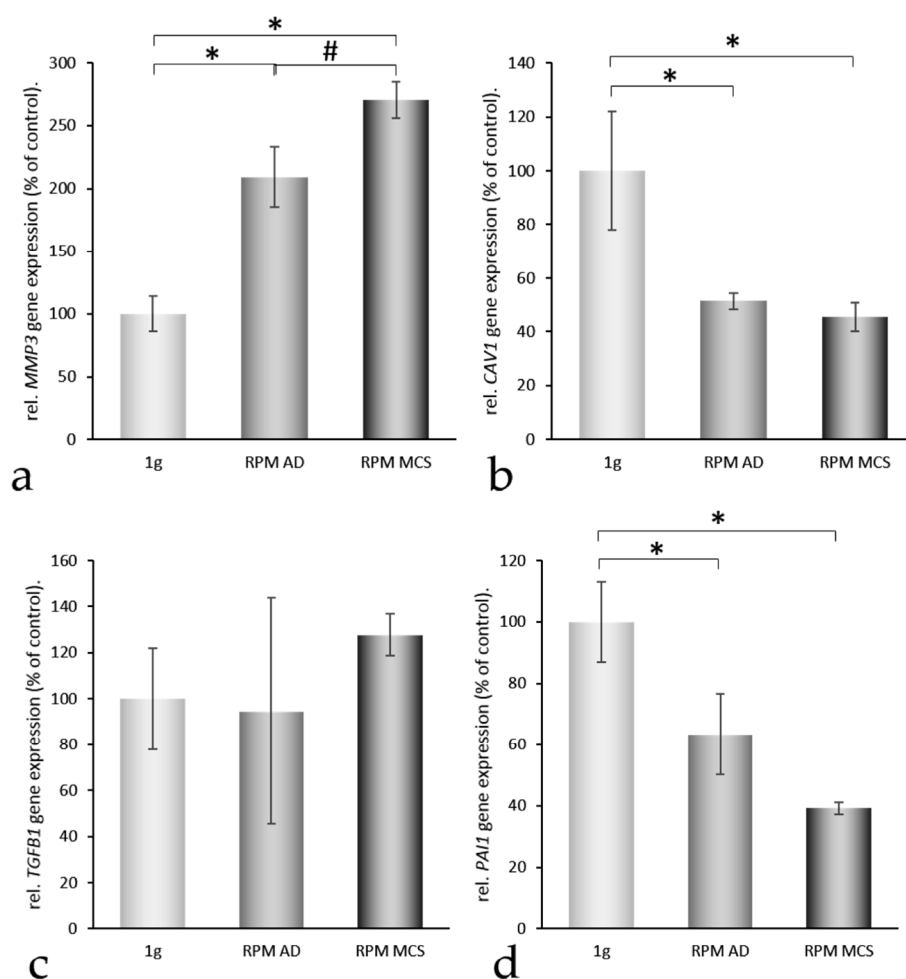 *
*
#
300
250
200
150
100
50
0
rel. MMP3 gene expression (% of control).
1g
RPM AD
RPM MCS
a
*
*
140
120
100
80
60
40
20
0
rel. CAV1 gene expression (% of control).
1g
RPM AD
RPM MCS
b
160
140
120
100
80
60
40
20
0
rel. TGFB1 gene expression (% of control).
1g
RPM AD
RPM MCS
c
*
*
120
100
80
60
40
20
0
rel. PAI1 gene expression (% of control).
1g
RPM AD
RPM MCS
d